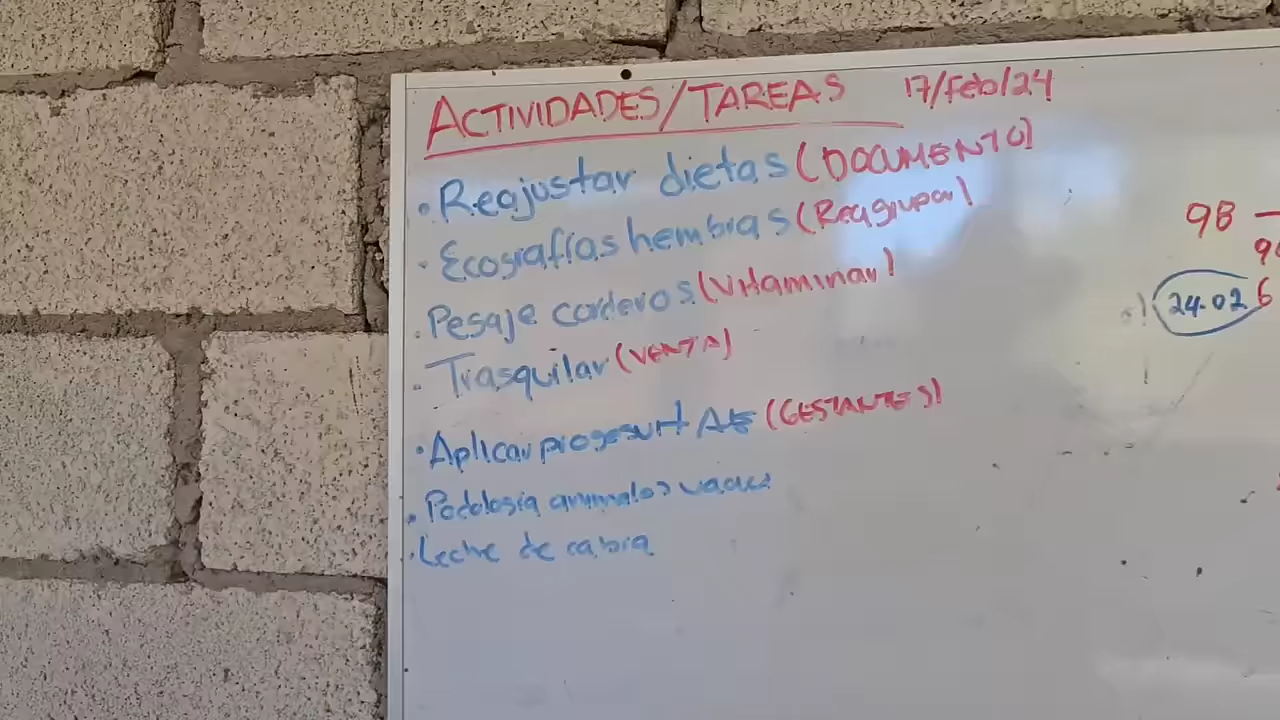 ACTIVIDADES/TAREAS 17/Feb/24
• Reajustar dietas (DOCUMENTO)
• Ecografías hembras (Reagrupar)
• Pesaje corderos (Vitaminar)
• Trasquilar (VENTA)
• Aplicar (GESTANTES)
• Podología animales
• Leche de cabra
98 —
24.02 6